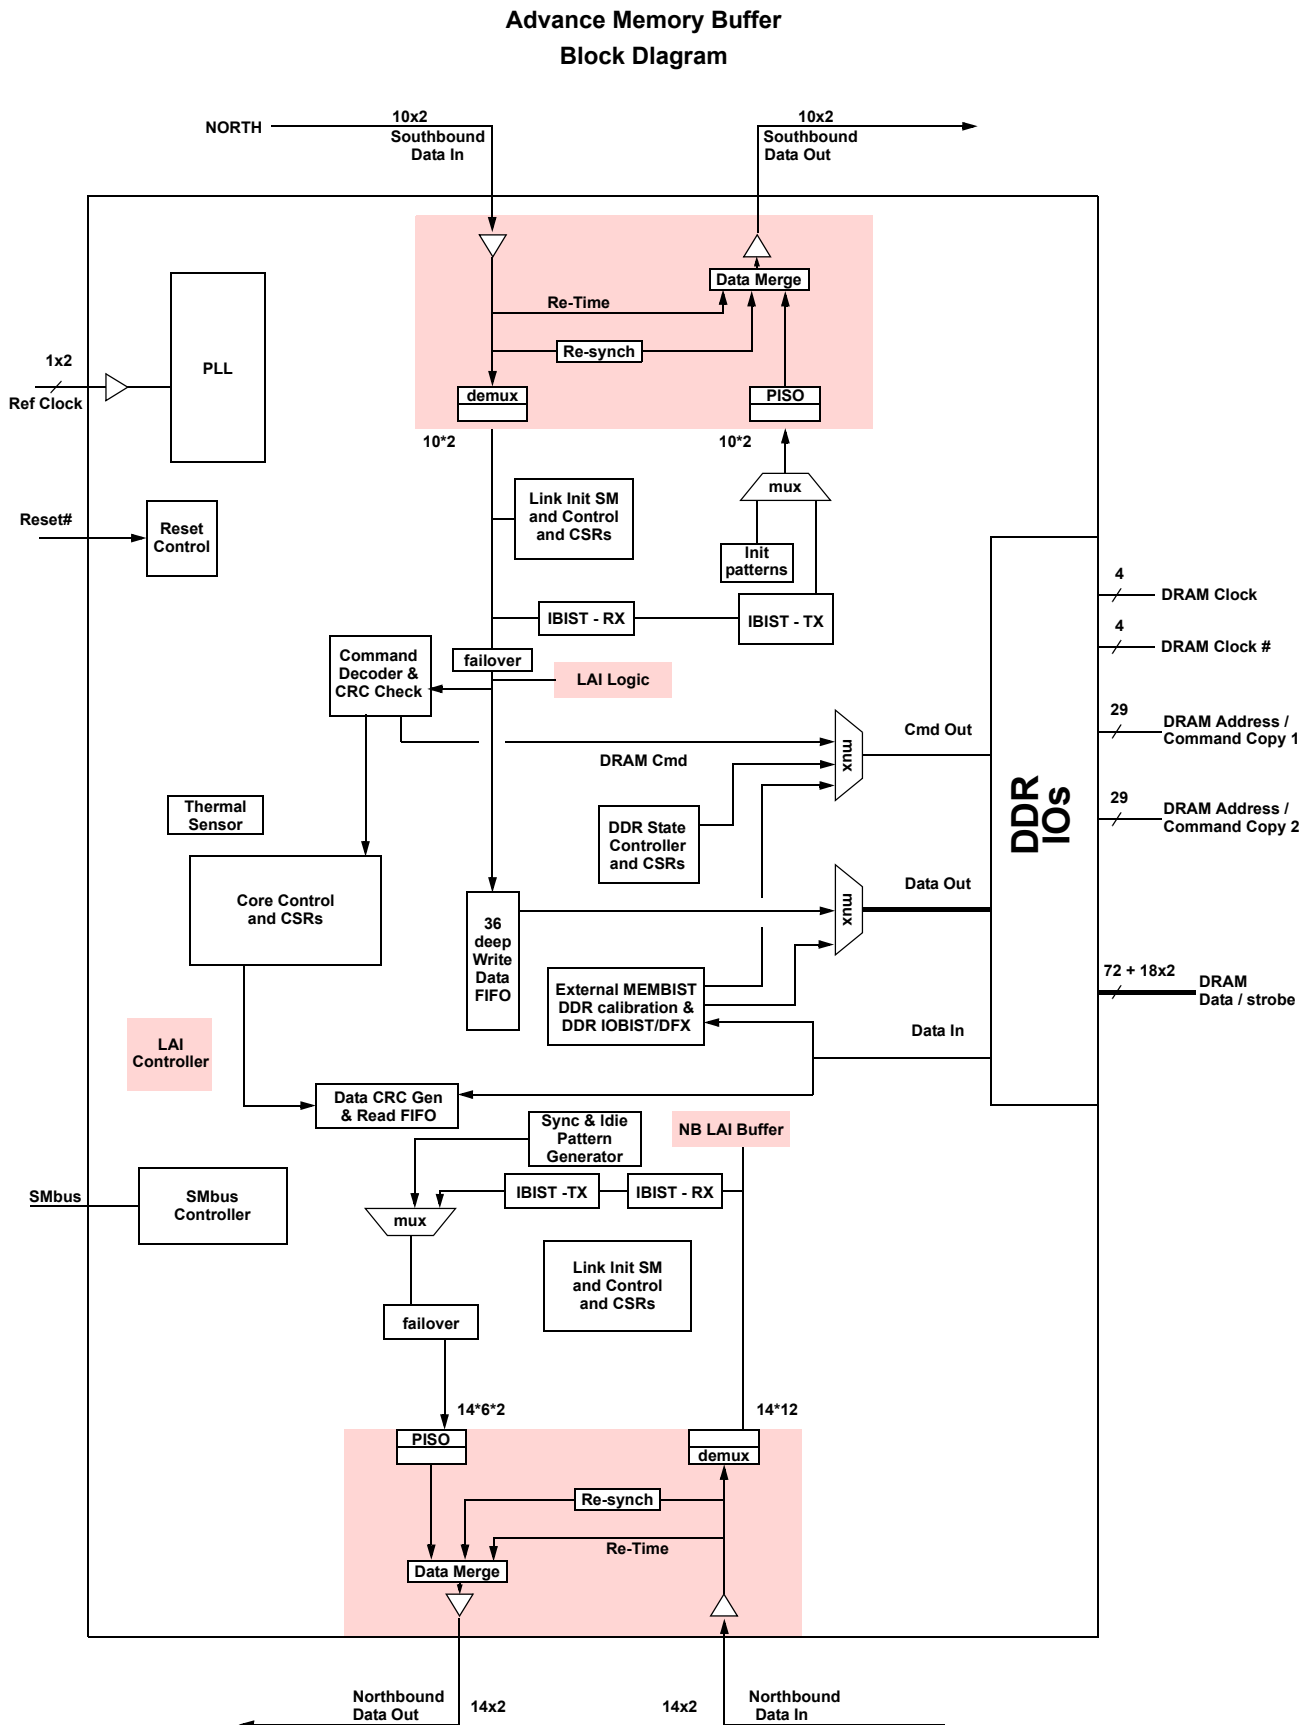 Advance Memory Buffer
Block DIagram
NORTH
10x2
Southbound
Data In
10x2
Southbound
Data Out
Data Merge
Re-Time
Re-synch
demux
PISO
10*2
10*2
1x2
Ref Clock
PLL
Reset#
Reset
Control
Link Init SM
and Control
and CSRs
mux
Init
patterns
IBIST - RX
IBIST - TX
failover
Command
Decoder &
CRC Check
LAI Logic
DRAM Cmd
mux
Cmd Out
DDR
IOs
4
DRAM Clock
4
DRAM Clock #
29
DRAM Address /
Command Copy 1
29
DRAM Address /
Command Copy 2
Thermal
Sensor
DDR State
Controller
and CSRs
Core Control
and CSRs
36
deep
Write
Data
FIFO
mux
Data Out
External MEMBIST
DDR calibration &
DDR IOBIST/DFX
72 + 18x2
DRAM
Data / strobe
Data In
LAI
Controller
Data CRC Gen
& Read FIFO
Sync & Idie
Pattern
Generator
NB LAI Buffer
SMbus
SMbus
Controller
IBIST -TX
IBIST - RX
mux
Link Init SM
and Control
and CSRs
failover
14*6*2
14*12
PISO
demux
Re-synch
Re-Time
Data Merge
Northbound
Data Out
14x2
14x2
Northbound
Data In